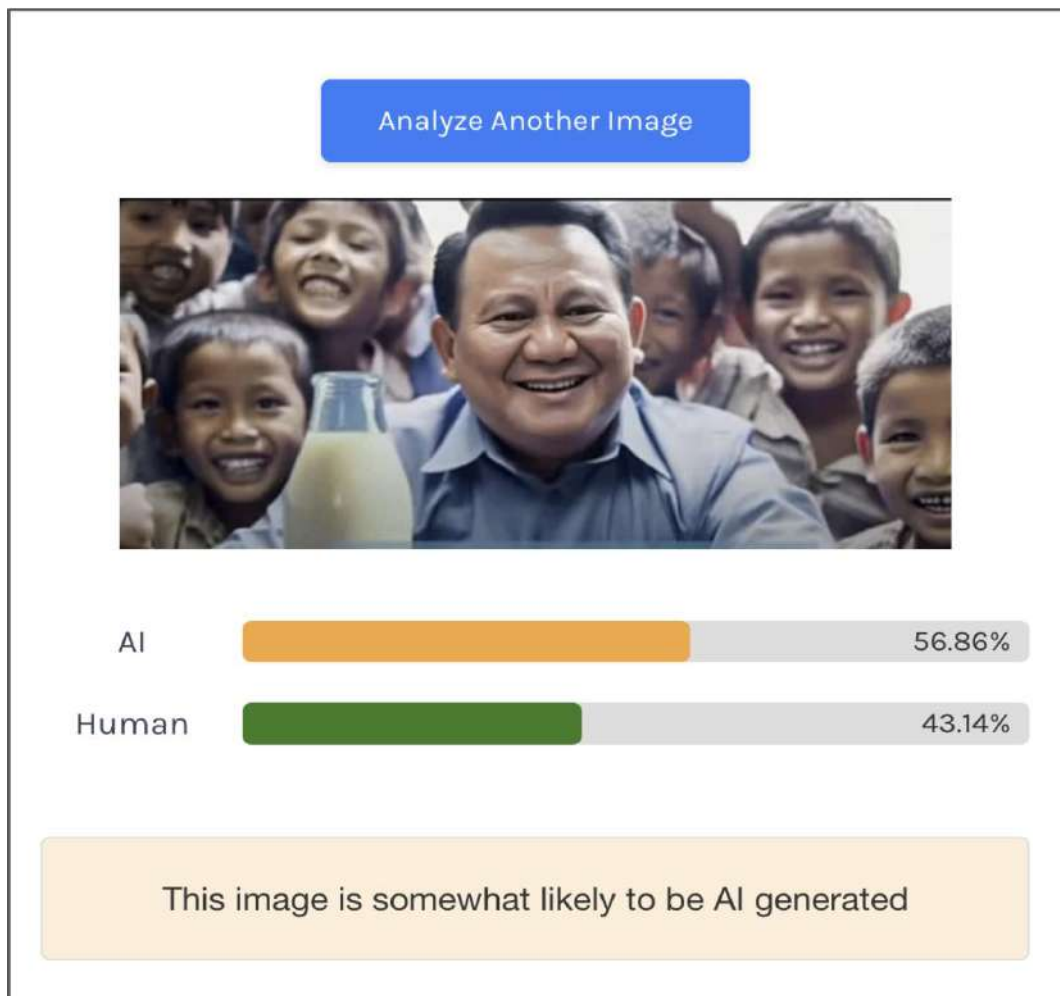 Analyze Another Image
AI 56.86%
Human 43.14%
This image is somewhat likely to be AI generated